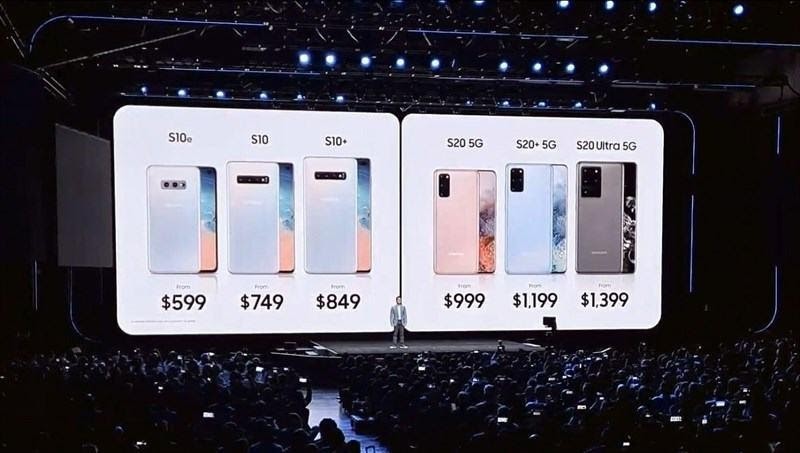 S10e
S10
S10+
From
$599
From
$749
From
$849
S20 5G
S20+ 5G
S20 Ultra 5G
From
$999
From
$1,199
From
$1,399